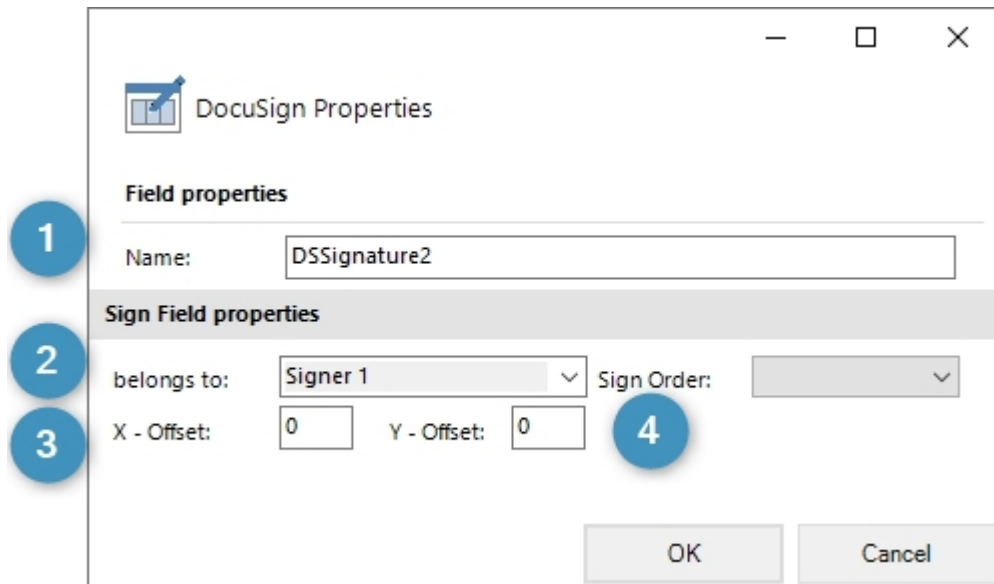 DocuSign Properties
Field properties
1
Name: DSSignature2
Sign Field properties
2
belongs to: Signer 1 Sign Order:
3 X - Offset: 0 Y - Offset: 0 4
OK Cancel